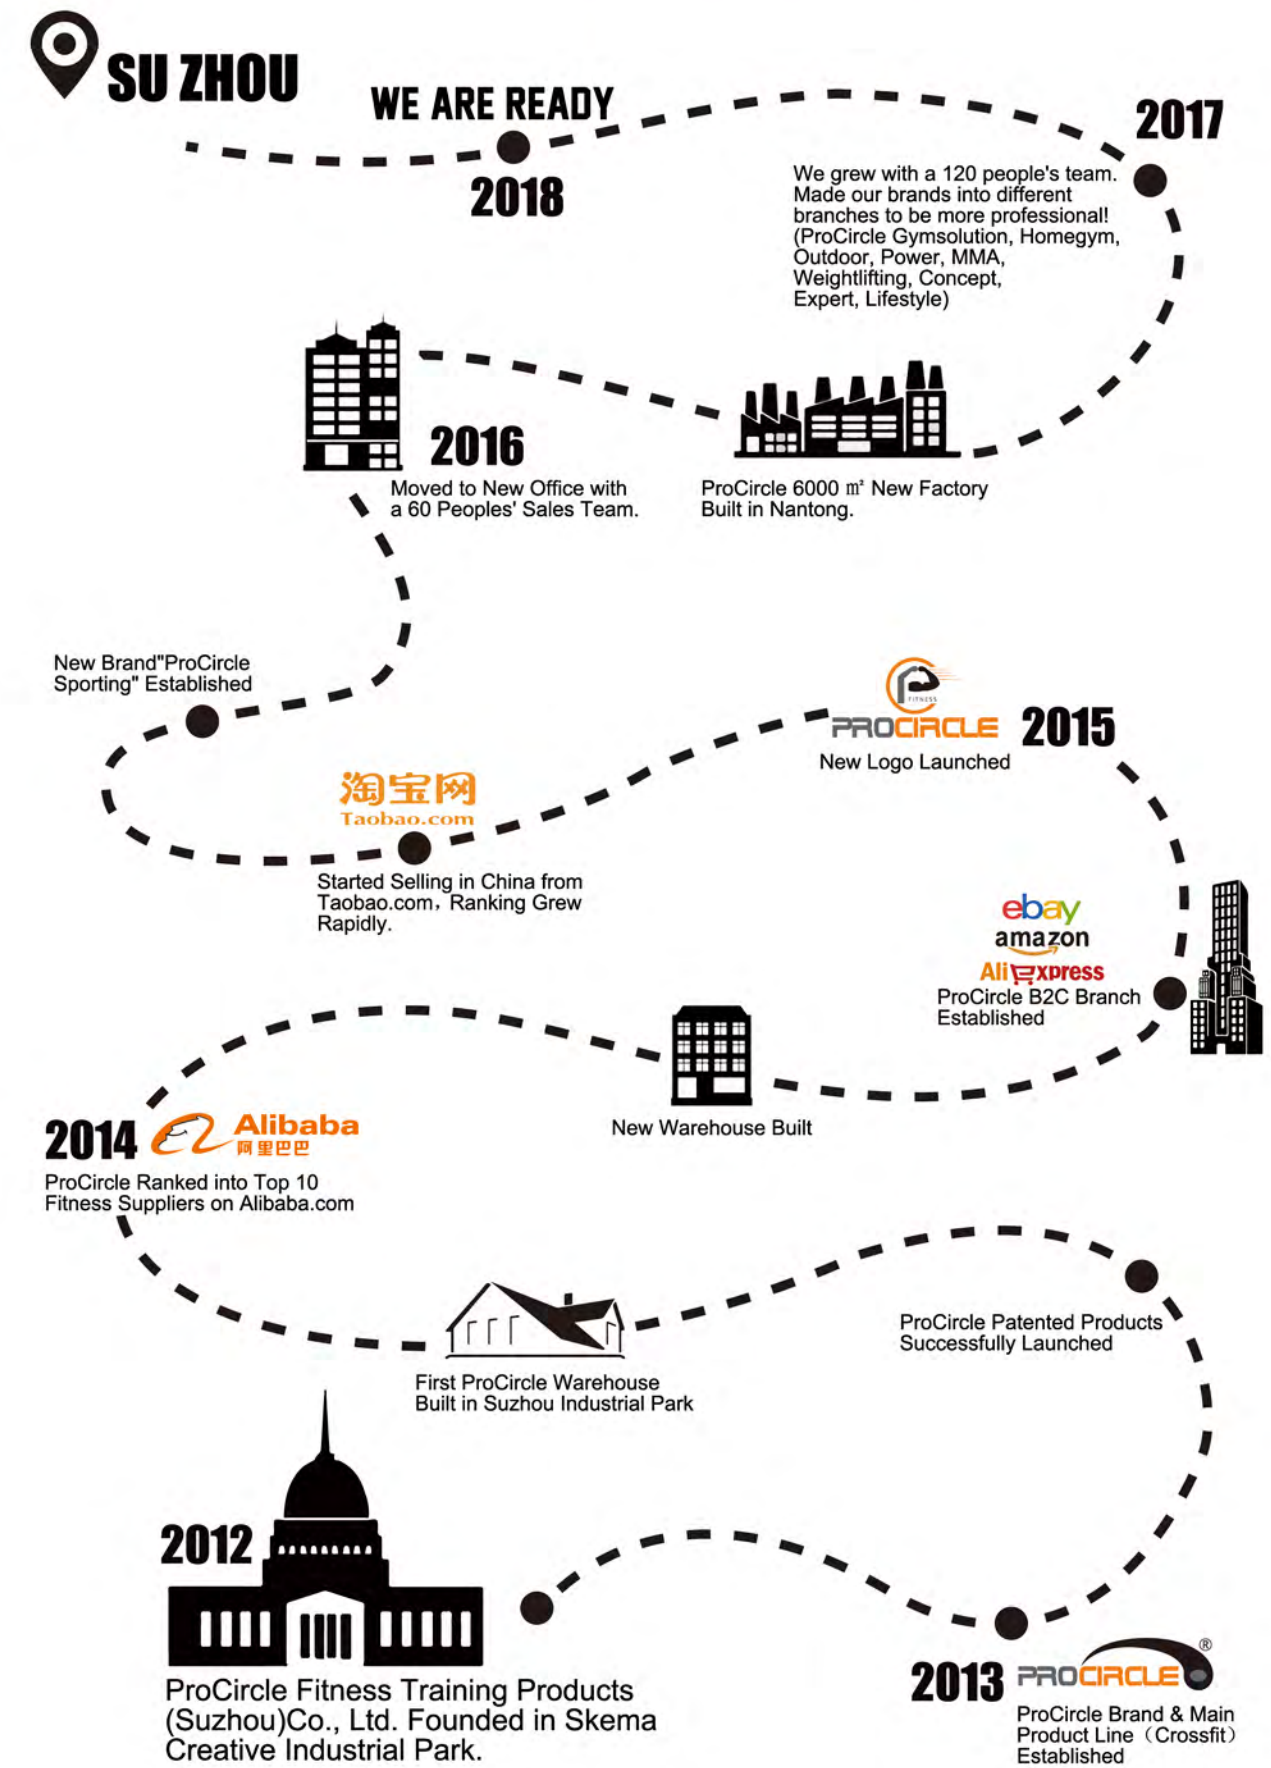 SU ZHOU
WE ARE READY
2018
2017
We grew with a 120 people's team.
Made our brands into different
branches to be more professional!
(ProCircle Gymsolution, Homegym,
Outdoor, Power, MMA,
Weightlifting, Concept,
Expert, Lifestyle)
2016
Moved to New Office with
a 60 Peoples' Sales Team.
ProCircle 6000 ㎡ New Factory
Built in Nantong.
New Brand"ProCircle
Sporting" Established
FITNESS
PROCIRCLE
2015
New Logo Launched
淘宝网
Taobao.com
Started Selling in China from
Taobao.com，Ranking Grew
Rapidly.
ebay
amazon
AliExpress
ProCircle B2C Branch
Established
New Warehouse Built
2014
Alibaba
阿里巴巴
ProCircle Ranked into Top 10
Fitness Suppliers on Alibaba.com
ProCircle Patented Products
Successfully Launched
First ProCircle Warehouse
Built in Suzhou Industrial Park
2012
ProCircle Fitness Training Products
(Suzhou)Co., Ltd. Founded in Skema
Creative Industrial Park.
2013
PROCIRCLE®
ProCircle Brand & Main
Product Line（Crossfit）
Established